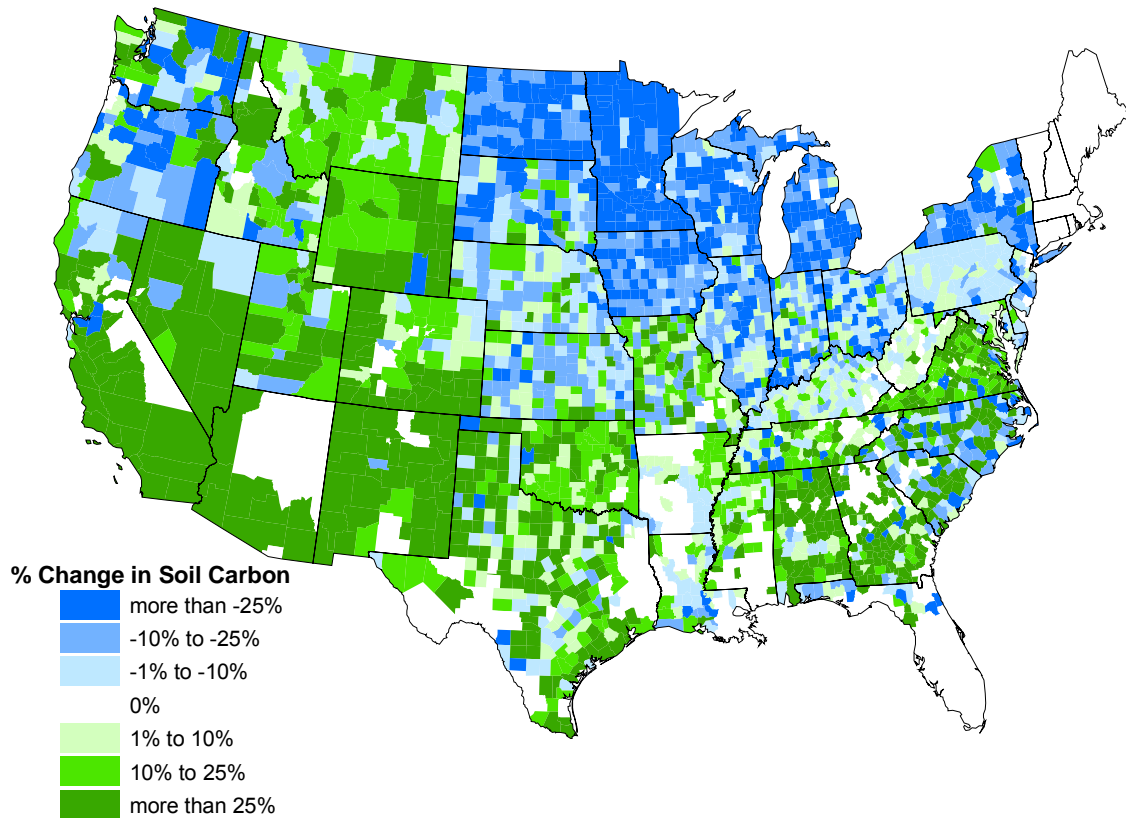 % Change in Soil Carbon
more than -25%
-10% to -25%
-1% to -10%
0%
1% to 10%
10% to 25%
more than 25%